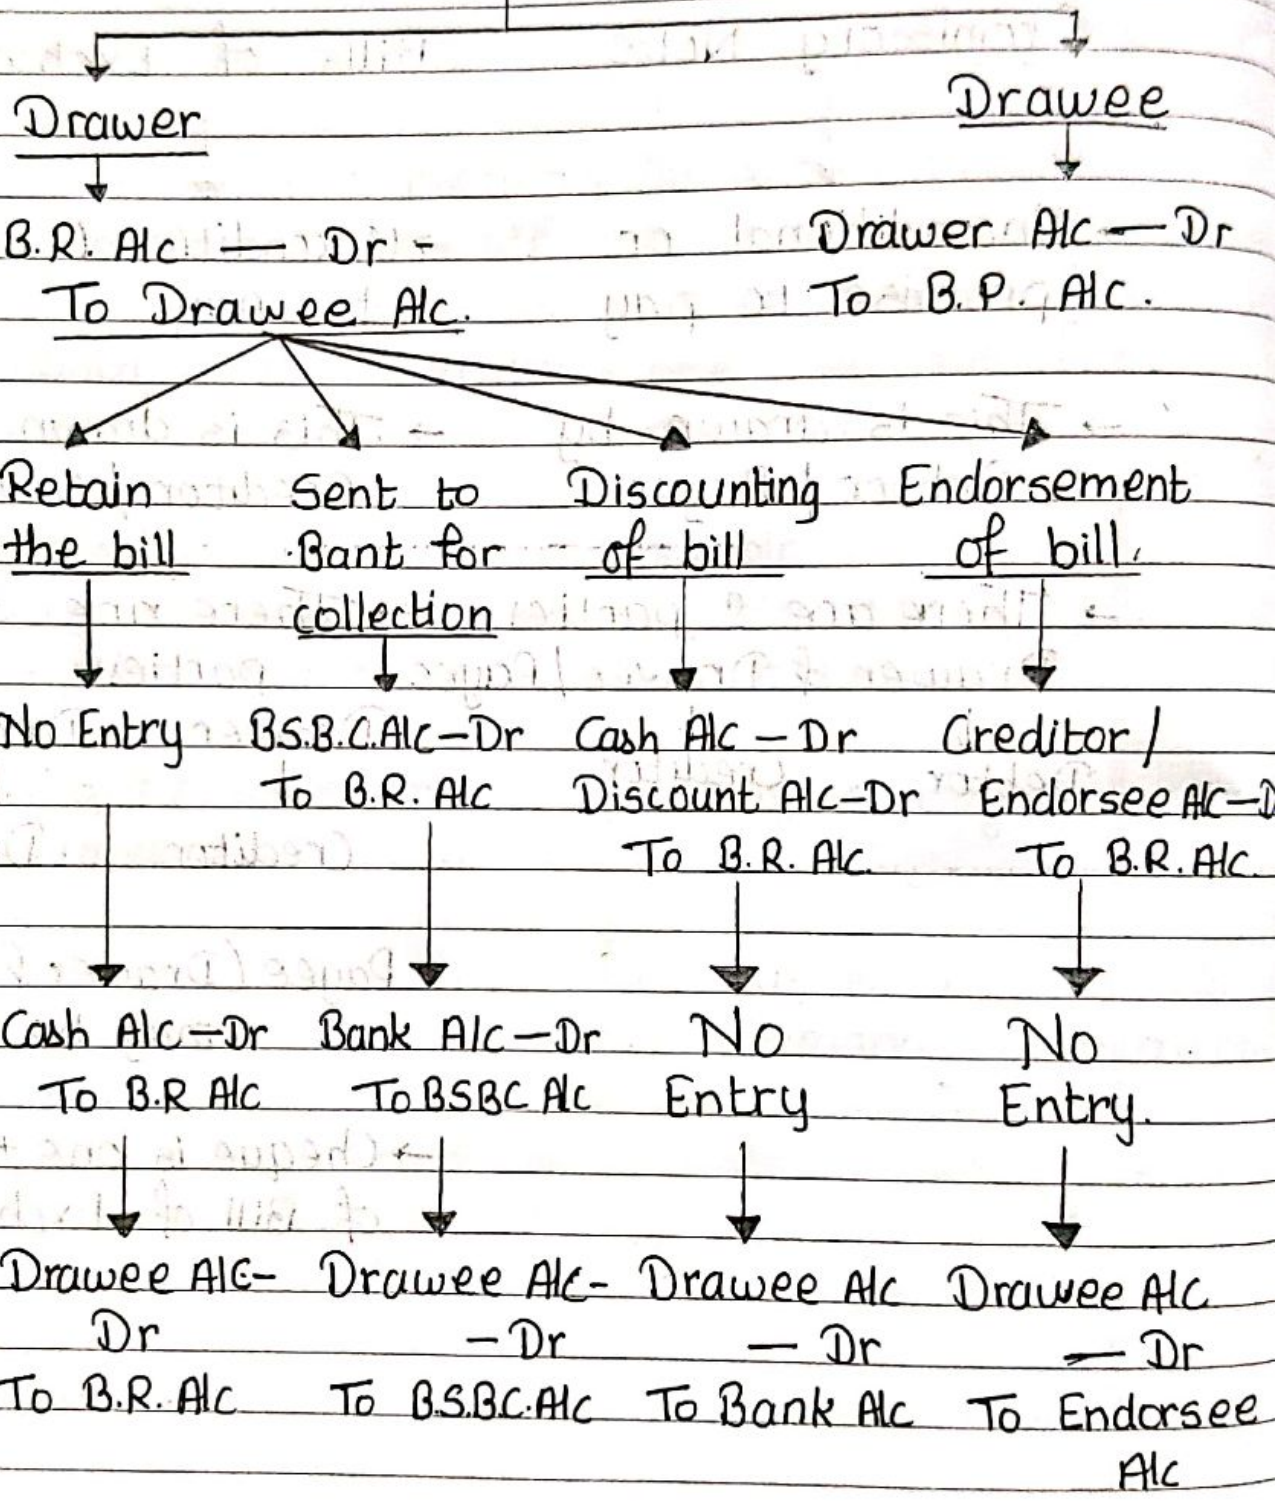 Drawer
Drawee
B.R. A/c — Dr -
To Drawee A/c.
Drawer A/c — Dr
To B.P. A/c.
Retain
the bill
Sent to
Bant for
collection
Discounting
of bill
Endorsement
of bill.
No Entry
B.S.B.C. A/c — Dr
To B.R. A/c
Cash A/c — Dr
Discount A/c — Dr
To B.R. A/c.
Creditor /
Endorsee A/c — D
To B.R. A/c.
Cash A/c — Dr
To B.R A/c
Bank A/c — Dr
To BSBC A/c
No
Entry
No
Entry.
Drawee A/c -
Dr
To B.R. A/c
Drawee A/c -
- Dr
To B.S.B.C. A/c
Drawee A/c
— Dr
To Bank A/c
Drawee A/c
— Dr
To Endorsee
A/c